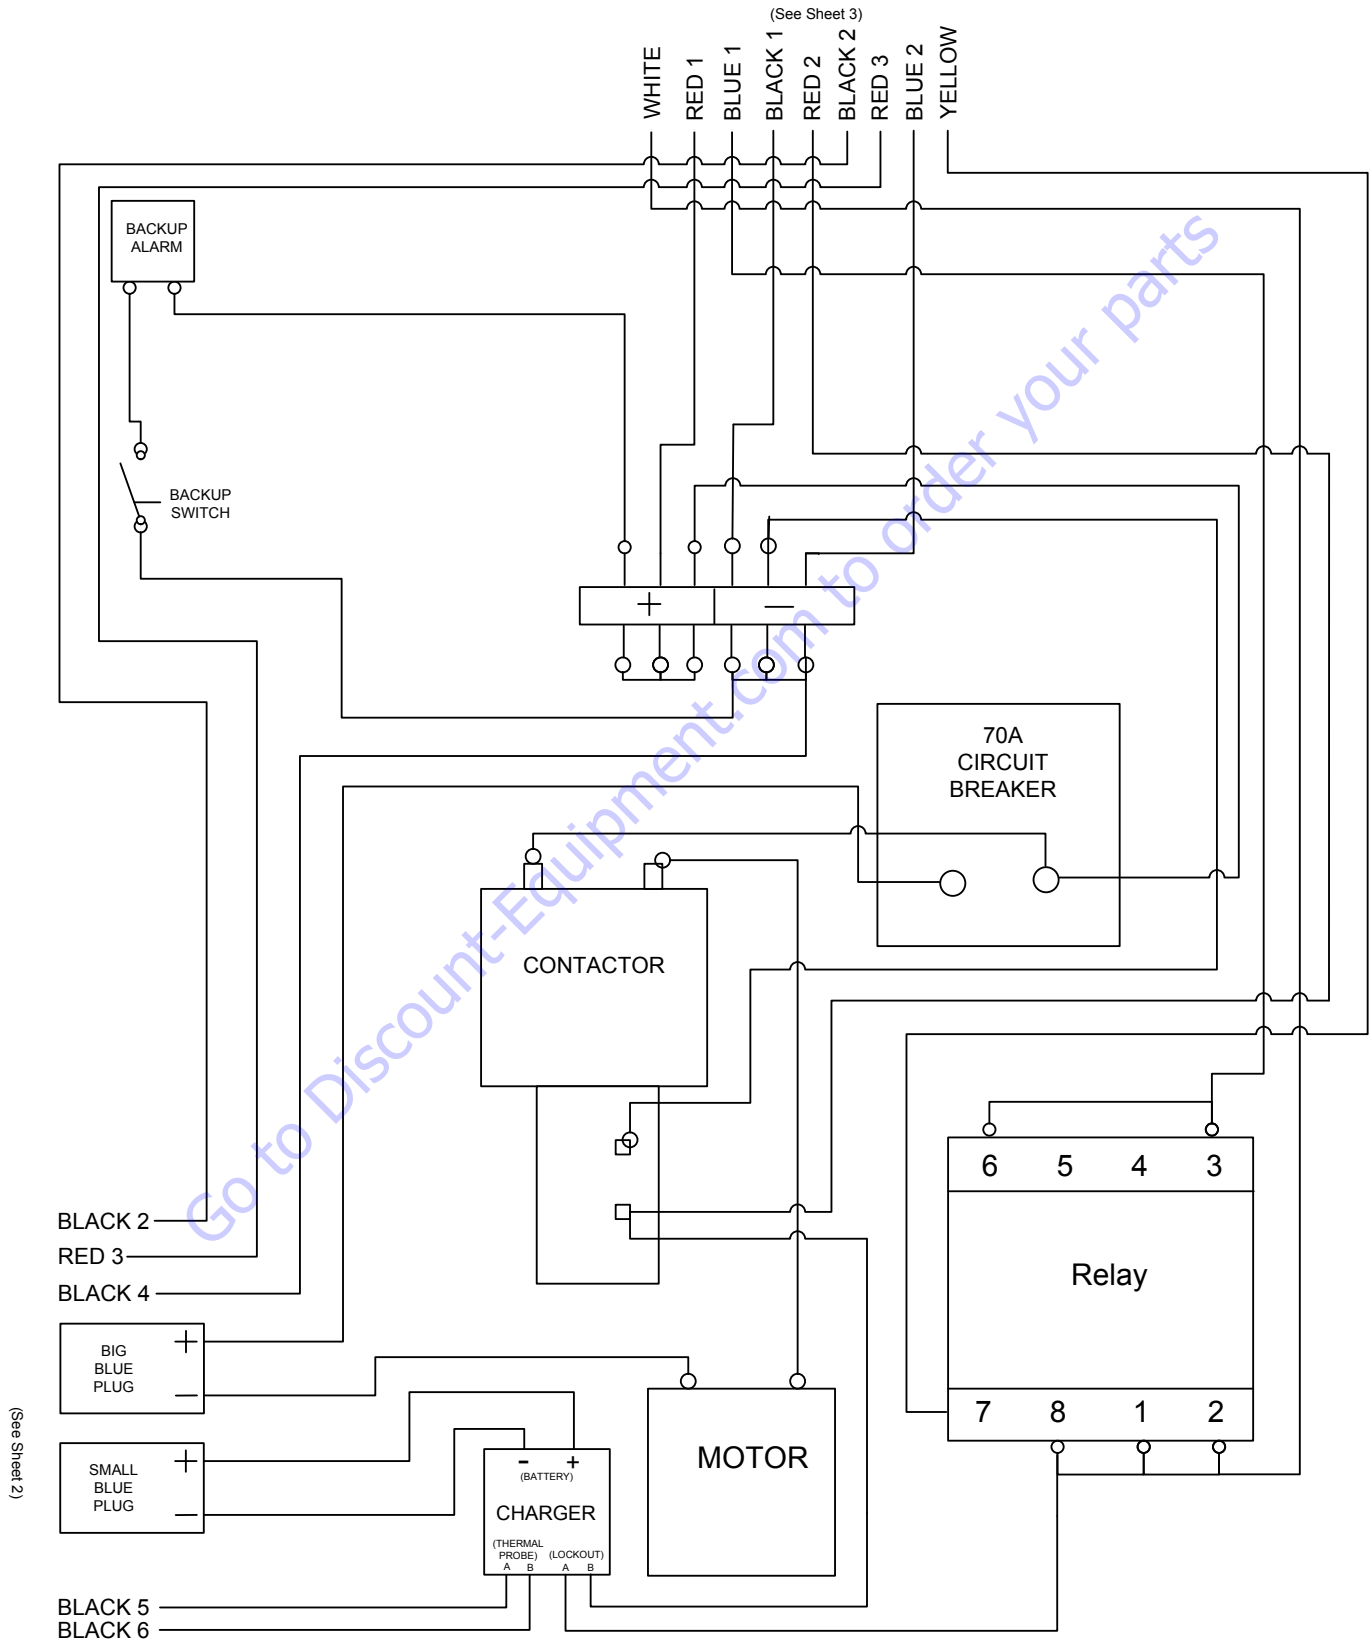 (See Sheet 3)
WHITE
RED 1
BLUE 1
BLACK 1
RED 2
BLACK 2
RED 3
BLUE 2
YELLOW
BACKUP
ALARM
BACKUP
SWITCH
+
—
70A
CIRCUIT
BREAKER
CONTACTOR
6 5 4 3
Relay
7 8 1 2
BLACK 2
RED 3
BLACK 4
BIG
BLUE
PLUG
+
—
SMALL
BLUE
PLUG
+
—
(See Sheet 2)
- +
(BATTERY)
CHARGER
(THERMAL
PROBE) (LOCKOUT)
A B A B
MOTOR
BLACK 5
BLACK 6
Go to Discount-Equipment.com to order your parts